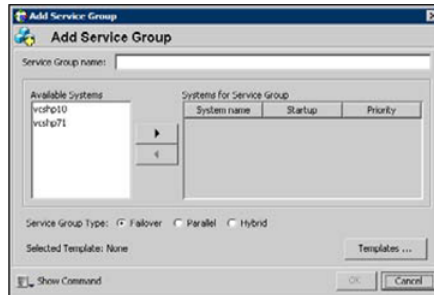 Add Service Group
Add Service Group
Service Group name:
Available Systems
vcshp10
vcshp71
Systems for Service Group
System name Startup Priority
Service Group Type: Failover Parallel Hybrid
Selected Template: None
Templates ...
Show Command
OK Cancel